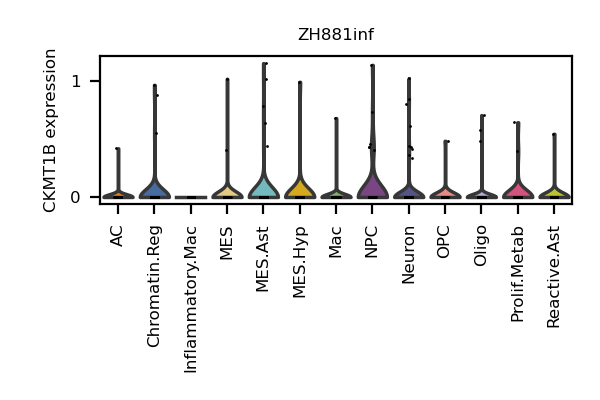 ZH881inf
CKMT1B expression
1
0
AC
Chromatin.Reg
Inflammatory.Mac
MES
MES.Ast
MES.Hyp
Mac
NPC
Neuron
OPC
Oligo
Prolif.Metab
Reactive.Ast